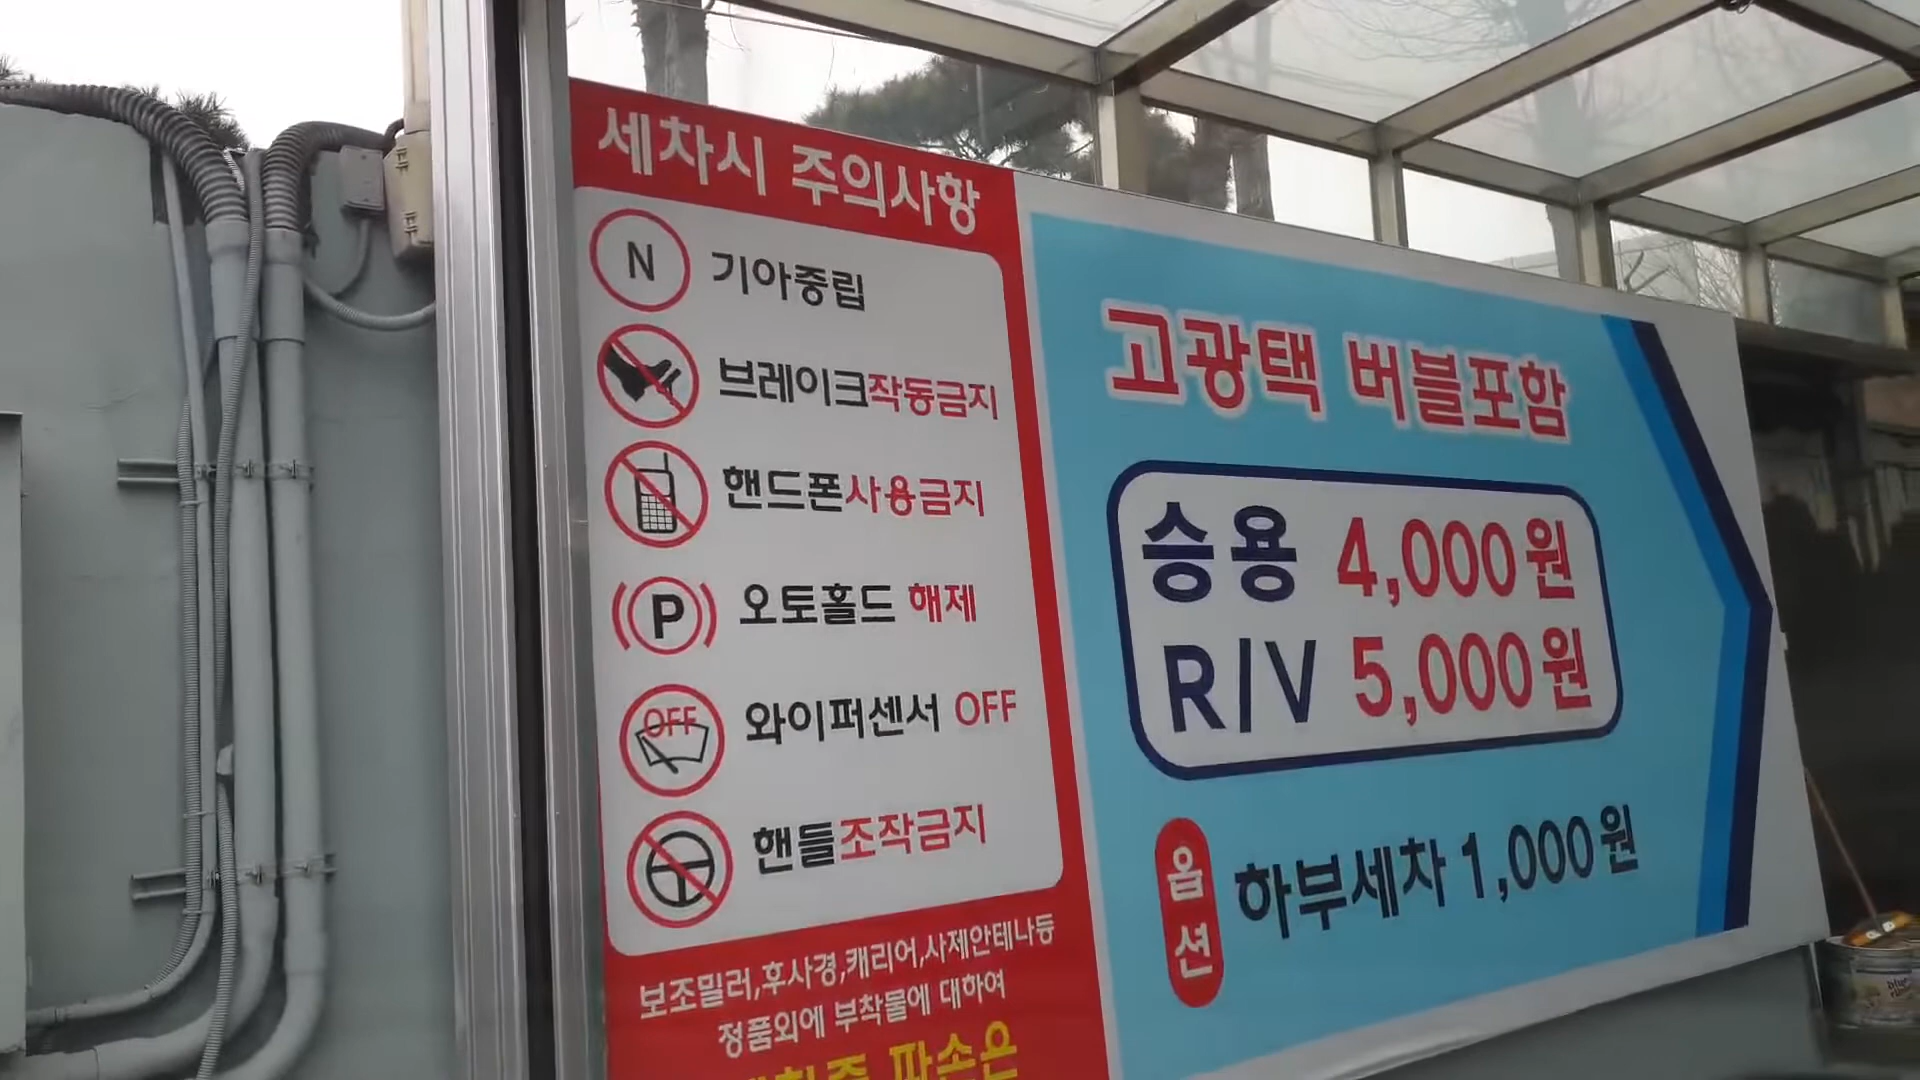 세차시 주의사항
N 기아중립
브레이크작동금지
핸드폰사용금지
P 오토홀드 해제
OFF 와이퍼센서 OFF
핸들조작금지
보조밀러,후사경,캐리어,사제안테나등
정품외에 부착물에 대하여
파손은
고광택 버블포함
승용 4,000원
R/V 5,000원
옵션 하부세차 1,000원